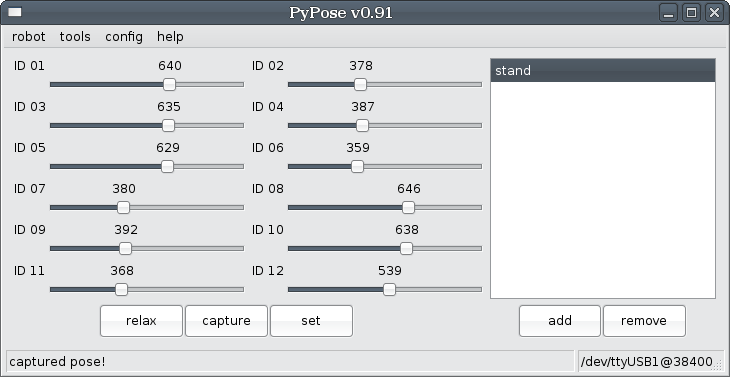 PyPose v0.91
robot tools config help
ID 01 640 ID 02 378
stand
ID 03 635 ID 04 387
ID 05 629 ID 06 359
ID 07 380 ID 08 646
ID 09 392 ID 10 638
ID 11 368 ID 12 539
relax capture set add remove
captured pose! /dev/ttyUSB1@38400